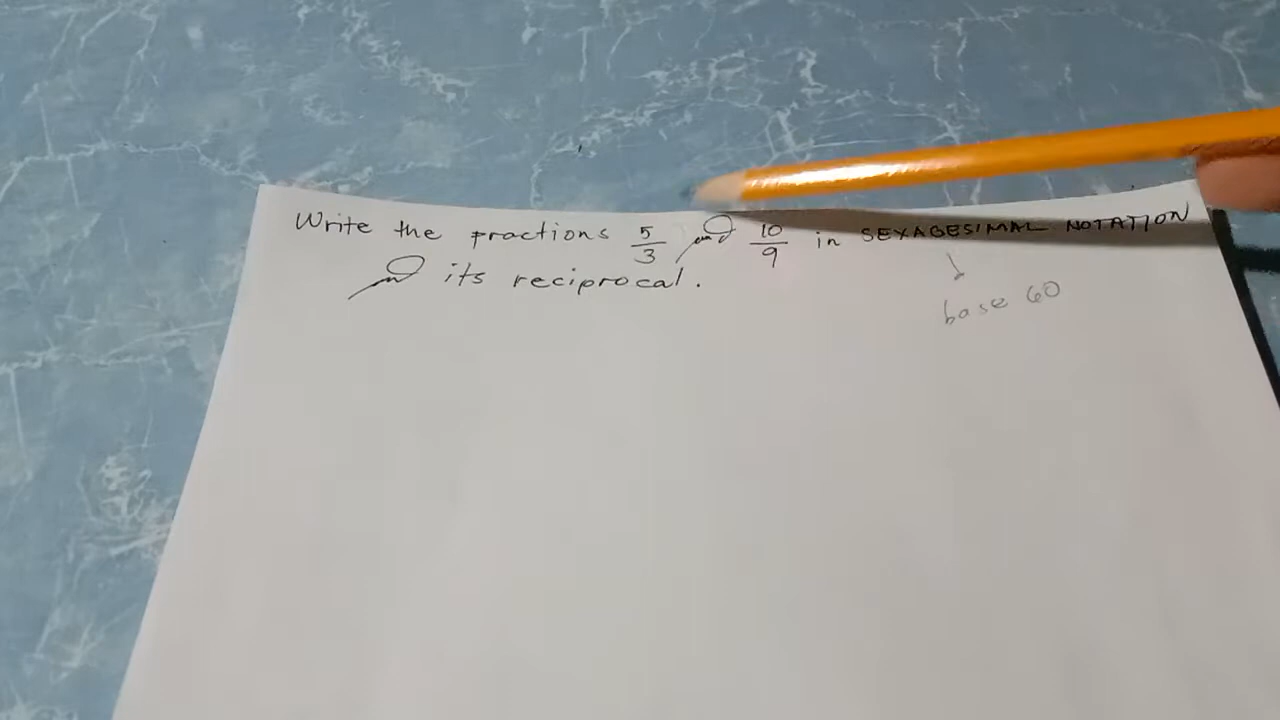 Write the fractions 5/3 and 10/9 in SEXAGESIMAL NOTATION
and its reciprocal.
base 60